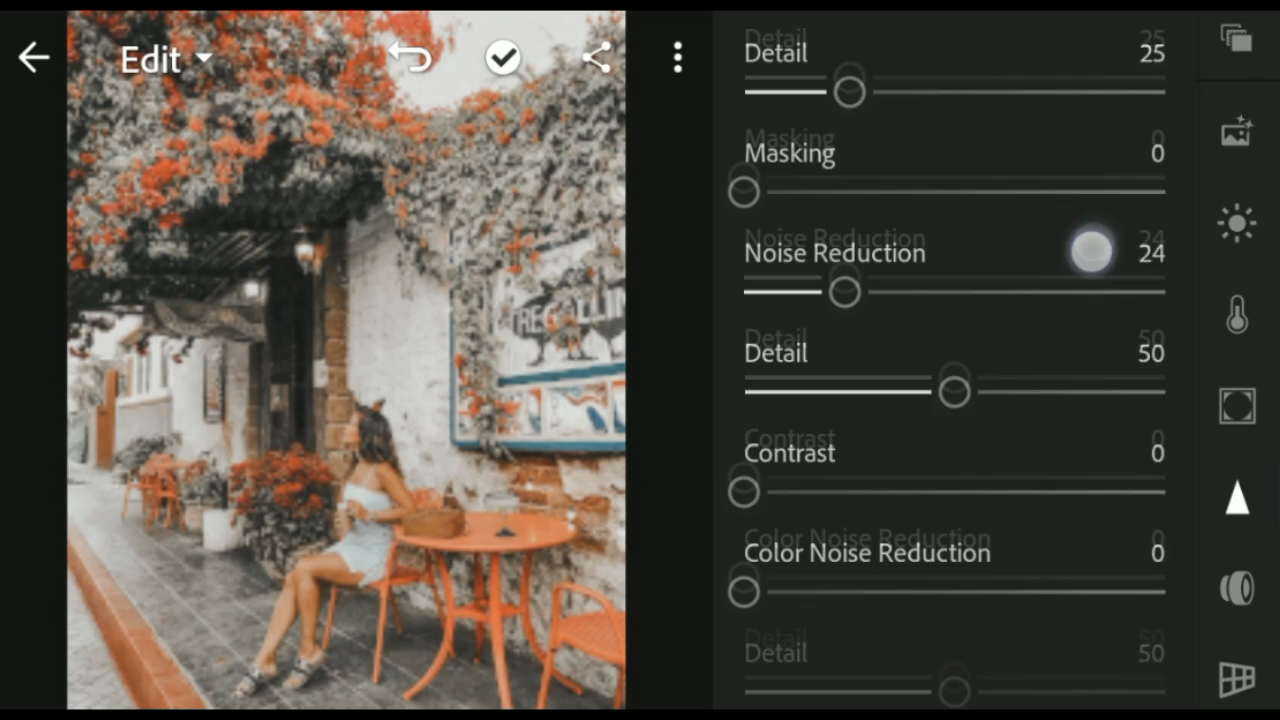 Edit
Detail 25
Masking 0
Noise Reduction 24
Detail 50
Contrast 0
Color Noise Reduction 0
Detail 50